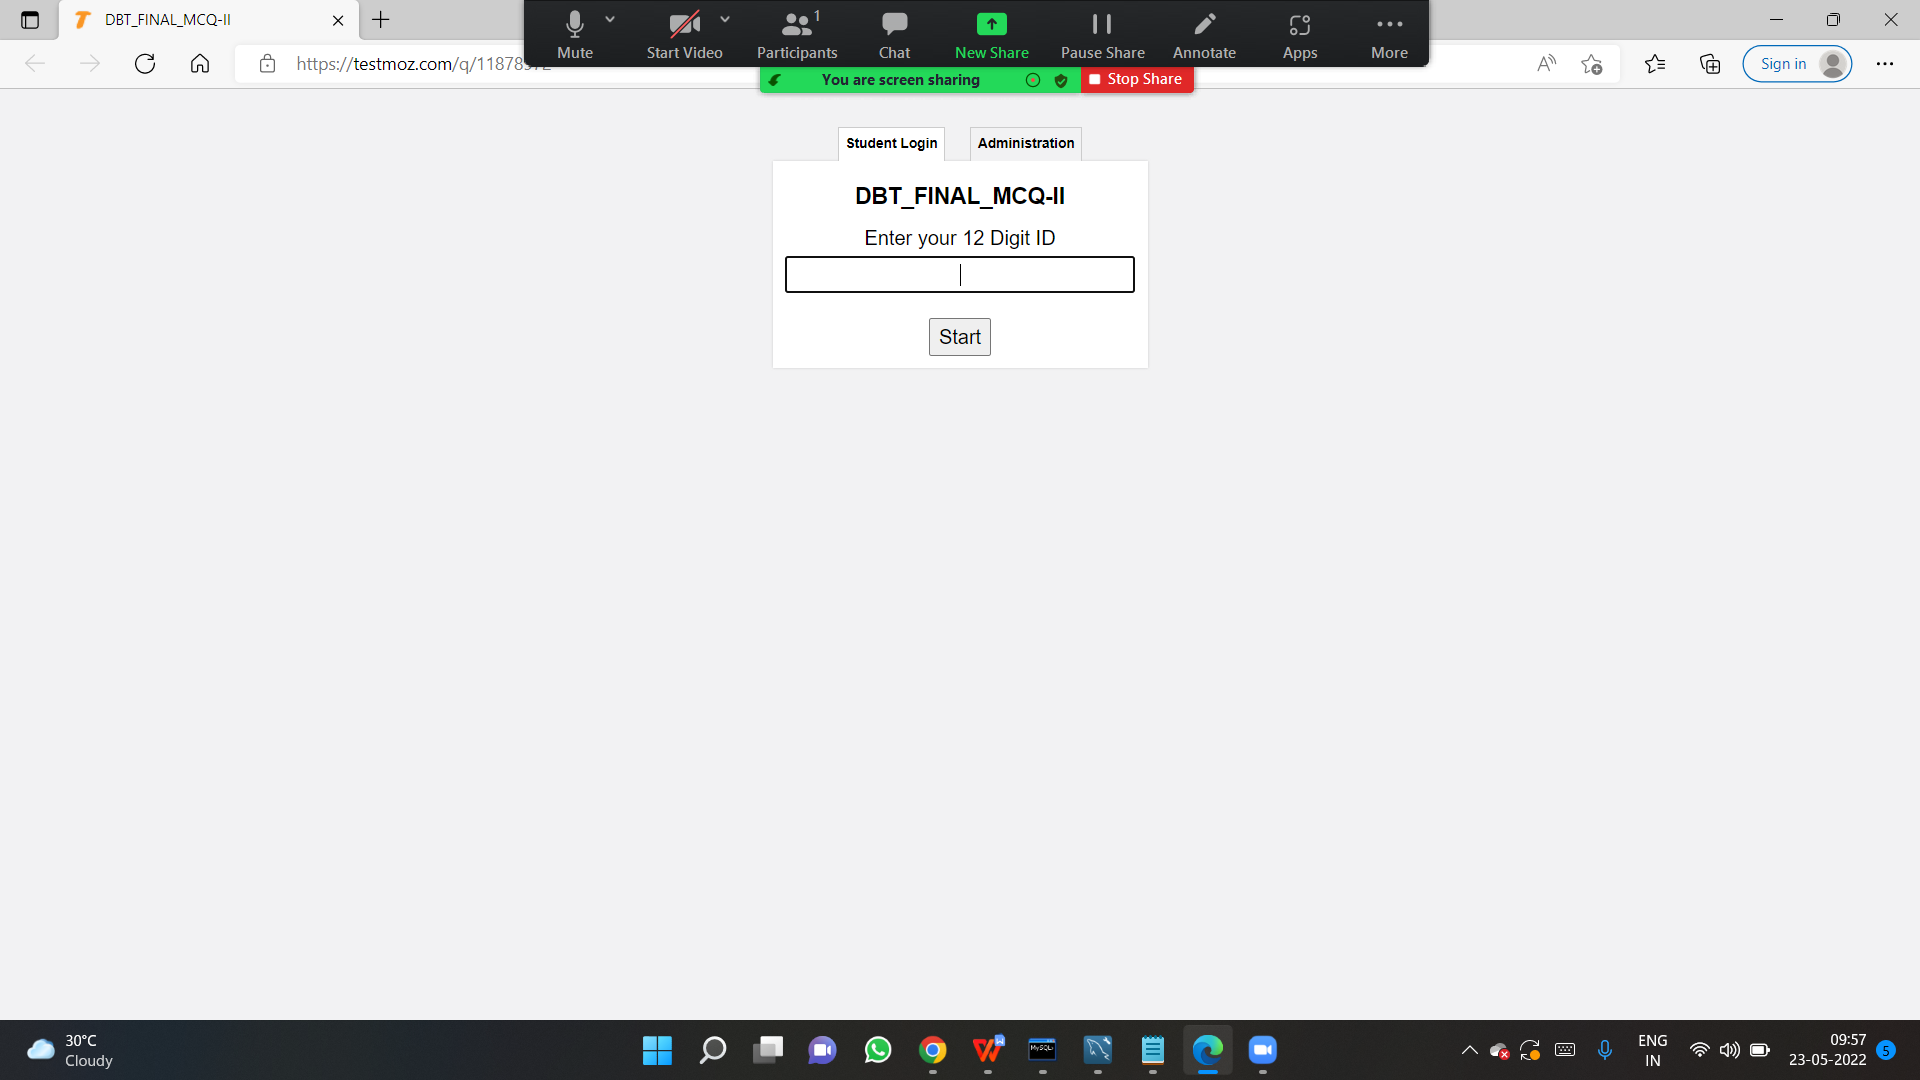 DBT_FINAL_MCQ-II
Mute
Start Video
1
Participants
Chat
New Share
Pause Share
Annotate
Apps
More
https://testmoz.com/q/11878972
Sign in
You are screen sharing
Stop Share
Student Login
Administration
DBT_FINAL_MCQ-II
Enter your 12 Digit ID
Start
30°C
Cloudy
ENG
IN
09:57
23-05-2022
5